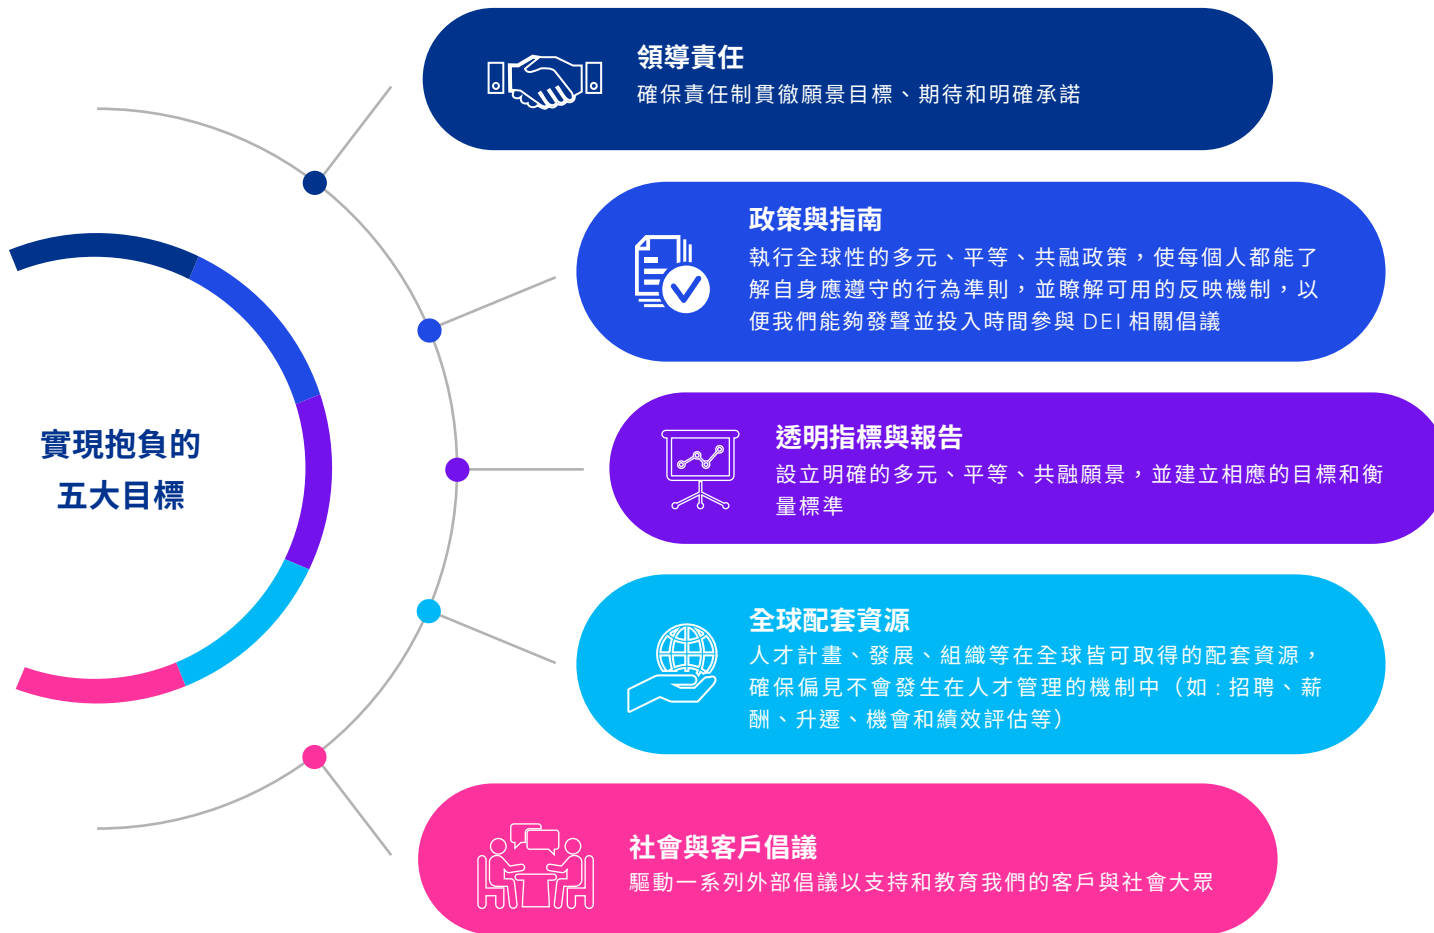 實現抱負的
五大目標
領導責任
確保責任制貫徹願景目標、期待和明確承諾
政策與指南
執行全球性的多元、平等、共融政策，使每個人都能了
解自身應遵守的行為準則，並瞭解可用的反映機制，以
便我們能夠發聲並投入時間參與 DEI 相關倡議
透明指標與報告
設立明確的多元、平等、共融願景，並建立相應的目標和衡
量標準
全球配套資源
人才計畫、發展、組織等在全球皆可取得的配套資源，
確保偏見不會發生在人才管理的機制中（如：招聘、薪
酬、升遷、機會和績效評估等）
社會與客戶倡議
驅動一系列外部倡議以支持和教育我們的客戶與社會大眾